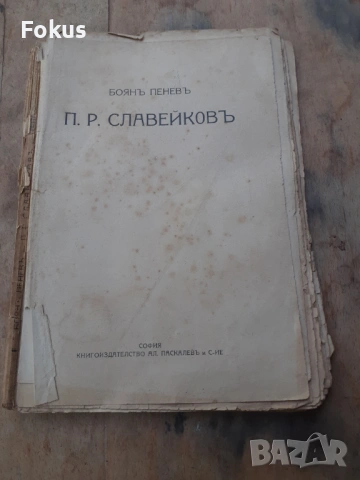 Fokus
БОЯНЪ ПЕНЕВЪ
П. Р. СЛАВЕЙКОВЪ
СОФИЯ
КНИГОИЗДАТЕЛСТВО АЛ. ПАСКАЛЕВЪ & С-ИЕ
BAZAR